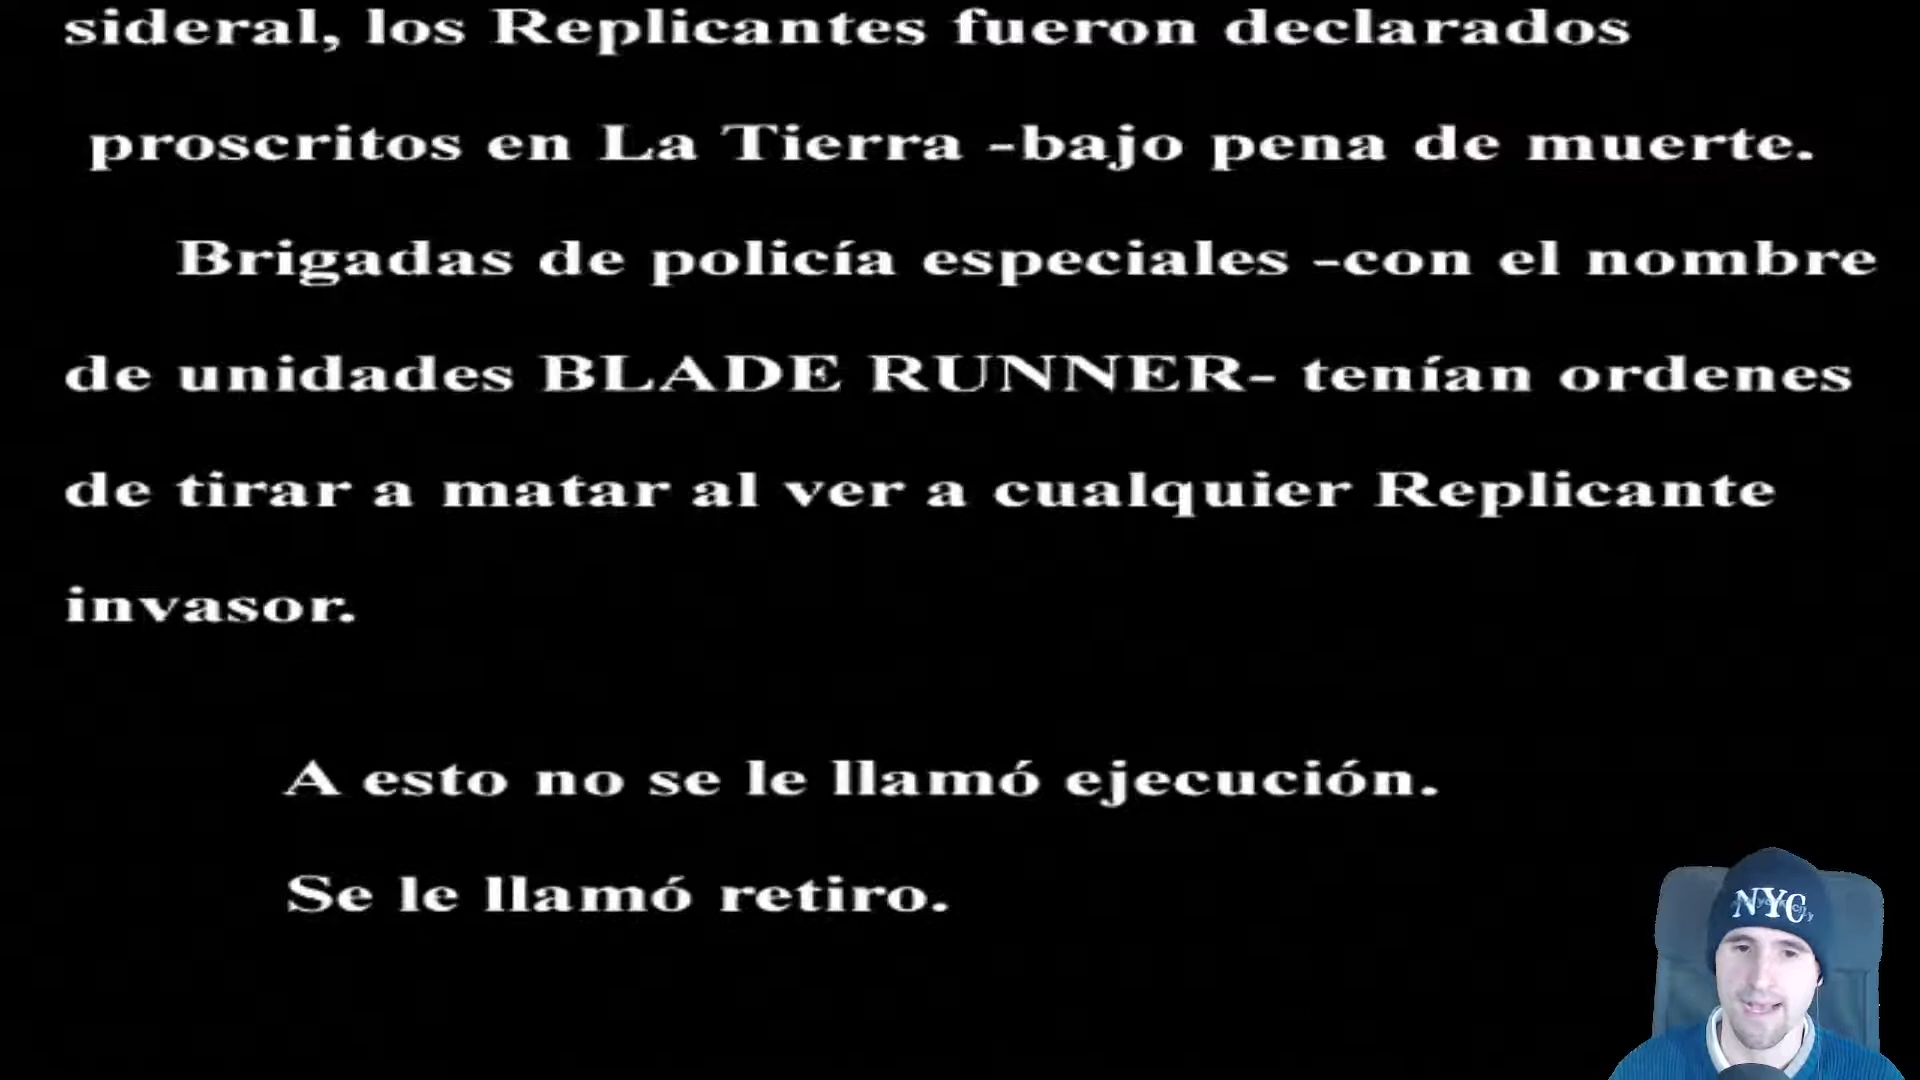 sideral, los Replicantes fueron declarados
proscritos en La Tierra -bajo pena de muerte.
Brigadas de policía especiales -con el nombre
de unidades BLADE RUNNER- tenían ordenes
de tirar a matar al ver a cualquier Replicante
invasor.
A esto no se le llamó ejecución.
Se le llamó retiro.
NYC